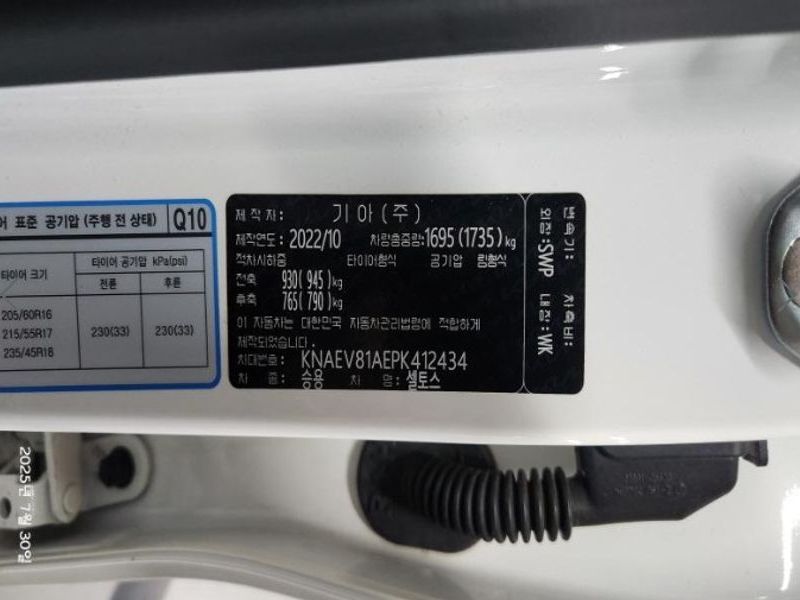 어 표준 공기압 (주행 전 상태) Q10
타이어 크기 타이어 공기압 kPa(psi)
전륜 후륜
205/60R16
215/55R17 230(33) 230(33)
235/45R18
제 작 자 : 기 아 ( 주 )
제작연도: 2022/10 차량총중량: 1695 (1735) kg
적차시하중 타이어형식 공기압 림형식
전축 930( 945) kg
후축 765( 790) kg
이 자동차는 대한민국 자동차관리법령에 적합하게
제작되었습니다.
차대번호: KNAEV81AEPK412434
차 종: 승용 차 명: 셀토스
변속기: 차축비:
외장:SWP 내장:WK
2025년 7월 30일